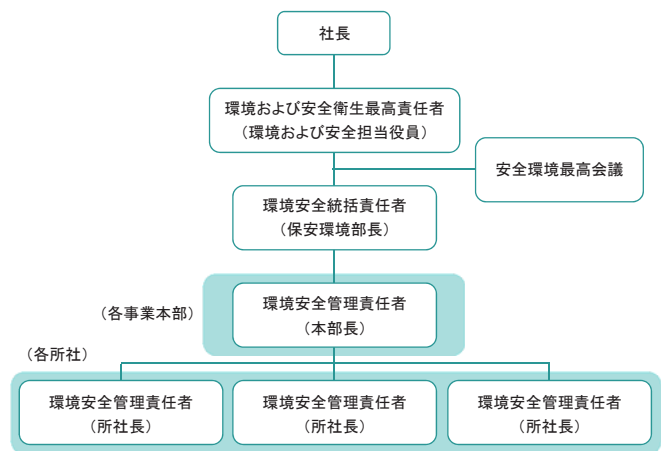 社長
環境および安全衛生最高責任者
（環境および安全担当役員）
安全環境最高会議
環境安全統括責任者
（保安環境部長）
（各事業本部）
環境安全管理責任者
（本部長）
（各所社）
環境安全管理責任者
（所社長）
環境安全管理責任者
（所社長）
環境安全管理責任者
（所社長）